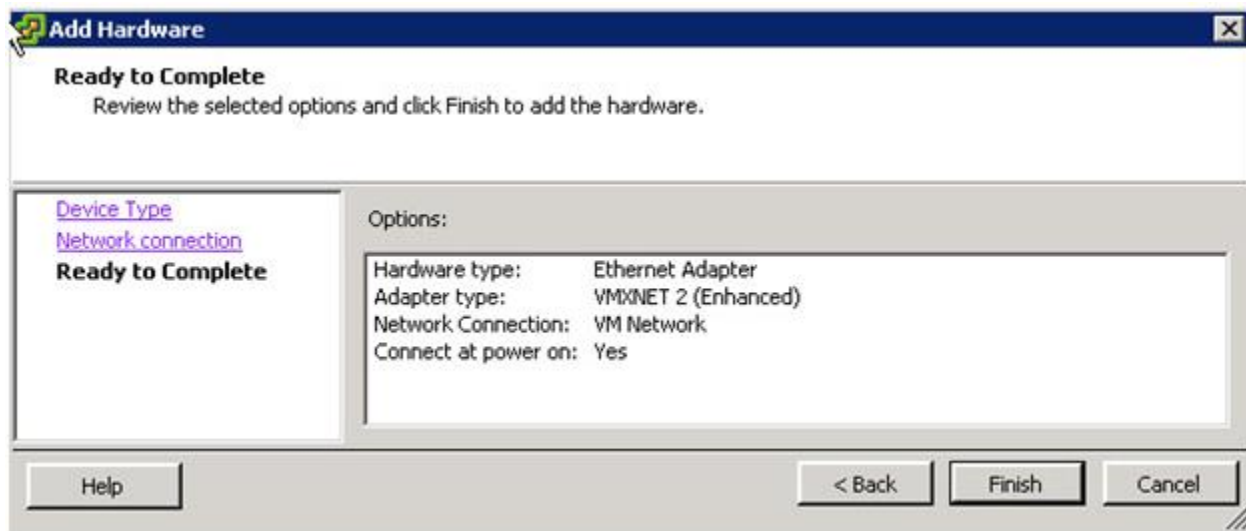 Add Hardware
Ready to Complete
Review the selected options and click Finish to add the hardware.
Device Type
Network connection
Ready to Complete
Options:
Hardware type: Ethernet Adapter
Adapter type: VMXNET 2 (Enhanced)
Network Connection: VM Network
Connect at power on: Yes
Help
< Back
Finish
Cancel